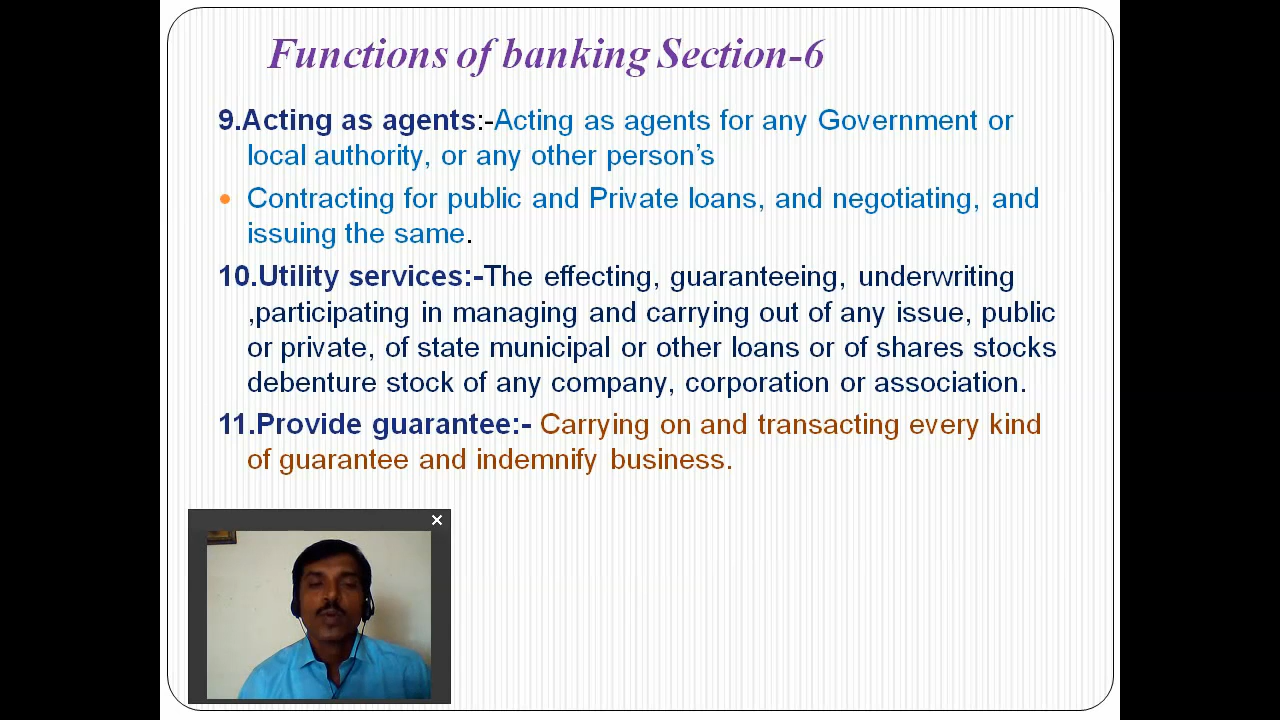 Functions of banking Section-6
9.Acting as agents:-Acting as agents for any Government or
local authority, or any other person's
• Contracting for public and Private loans, and negotiating, and
issuing the same.
10.Utility services:-The effecting, guaranteeing, underwriting
,participating in managing and carrying out of any issue, public
or private, of state municipal or other loans or of shares stocks
debenture stock of any company, corporation or association.
11.Provide guarantee:- Carrying on and transacting every kind
of guarantee and indemnify business.